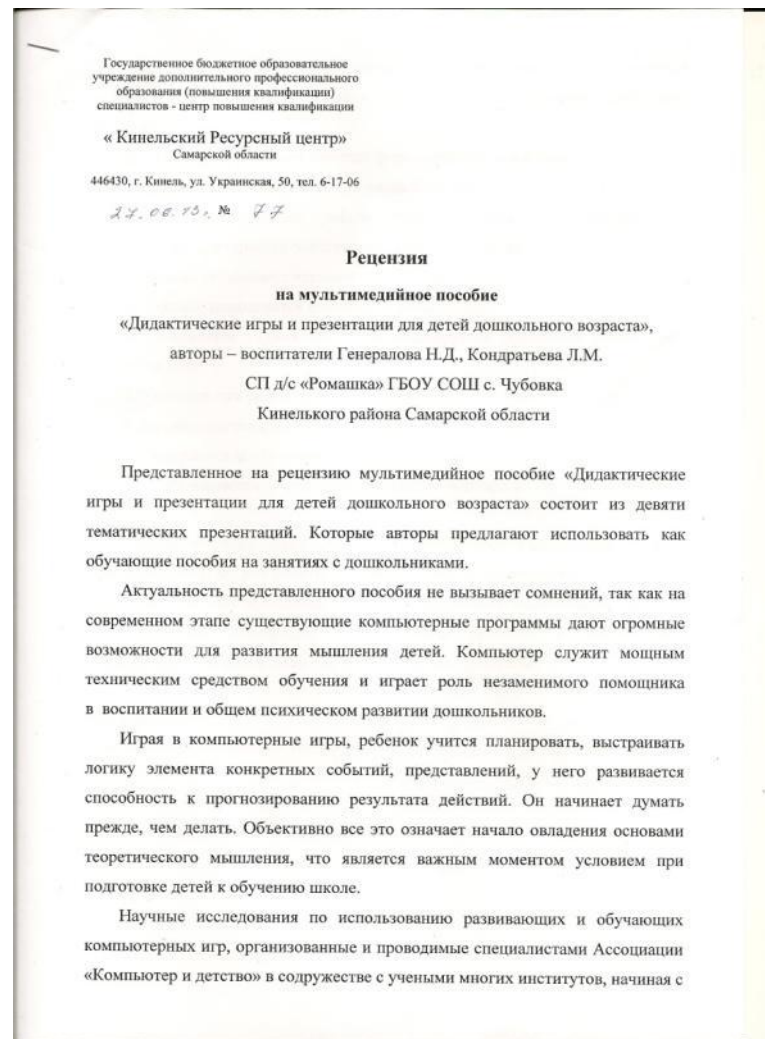 Государственное бюджетное образовательное
учреждение дополнительного профессионального
образования (повышения квалификации)
специалистов - центр повышения квалификации
« Кинельский Ресурсный центр»
Самарской области
446430, г. Кинель, ул. Украинская, 50, тел. 6-17-06
27.06.13г. № 77
Рецензия
на мультимедийное пособие
«Дидактические игры и презентации для детей дошкольного возраста»,
авторы – воспитатели Генералова Н.Д., Кондратьева Л.М.
СП д/с «Ромашка» ГБОУ СОШ с. Чубовка
Кинелького района Самарской области
Представленное на рецензию мультимедийное пособие «Дидактические
игры и презентации для детей дошкольного возраста» состоит из девяти
тематических презентаций. Которые авторы предлагают использовать как
обучающие пособия на занятиях с дошкольниками.
Актуальность представленного пособия не вызывает сомнений, так как на
современном этапе существующие компьютерные программы дают огромные
возможности для развития мышления детей. Компьютер служит мощным
техническим средством обучения и играет роль незаменимого помощника
в воспитании и общем психическом развитии дошкольников.
Играя в компьютерные игры, ребенок учится планировать, выстраивать
логику элемента конкретных событий, представлений, у него развивается
способность к прогнозированию результата действий. Он начинает думать
прежде, чем делать. Объективно все это означает начало овладения основами
теоретического мышления, что является важным моментом условием при
подготовке детей к обучению школе.
Научные исследования по использованию развивающих и обучающих
компьютерных игр, организованные и проводимые специалистами Ассоциации
«Компьютер и детство» в содружестве с учеными многих институтов, начиная с